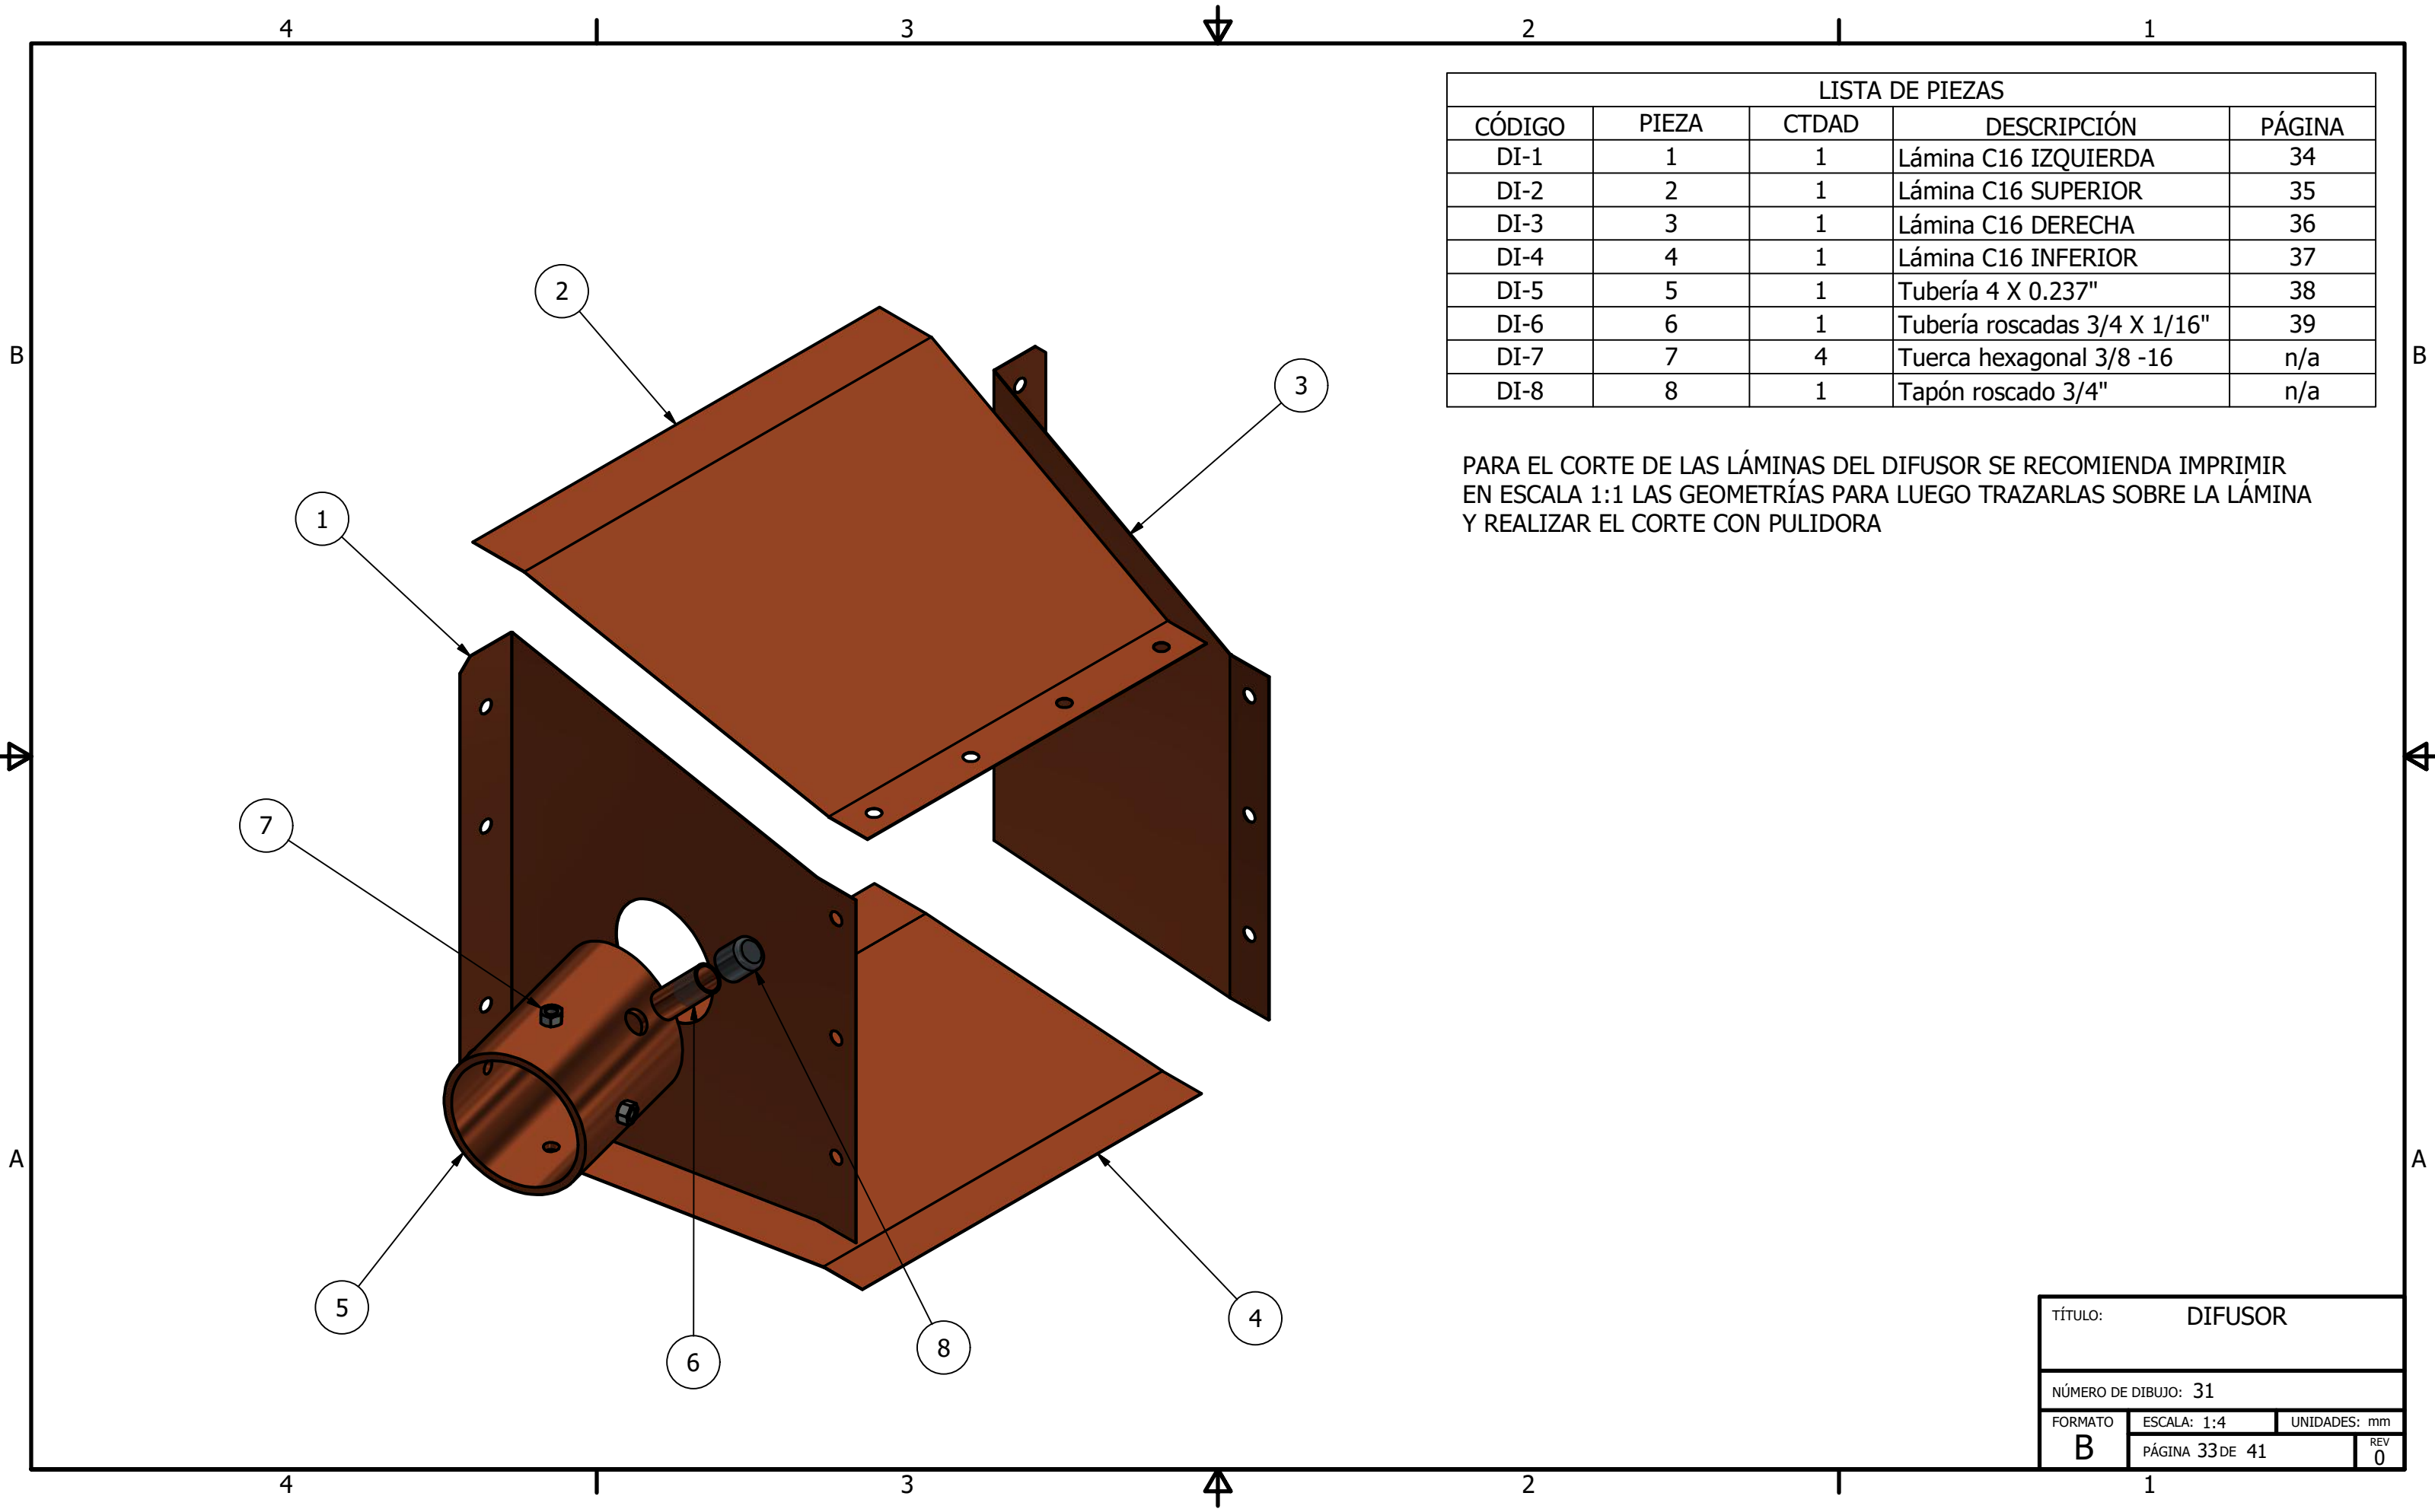 4 3 2 1
LISTA DE PIEZAS
CÓDIGO PIEZA CTDAD DESCRIPCIÓN PÁGINA
DI-1 1 1 Lámina C16 IZQUIERDA 34
DI-2 2 1 Lámina C16 SUPERIOR 35
DI-3 3 1 Lámina C16 DERECHA 36
DI-4 4 1 Lámina C16 INFERIOR 37
DI-5 5 1 Tubería 4 X 0.237" 38
DI-6 6 1 Tubería roscadas 3/4 X 1/16" 39
DI-7 7 4 Tuerca hexagonal 3/8 -16 n/a
DI-8 8 1 Tapón roscado 3/4" n/a
PARA EL CORTE DE LAS LÁMINAS DEL DIFUSOR SE RECOMIENDA IMPRIMIR
EN ESCALA 1:1 LAS GEOMETRÍAS PARA LUEGO TRAZARLAS SOBRE LA LÁMINA
Y REALIZAR EL CORTE CON PULIDORA
2
B
B
3
1
7
A
A
5
4
8
6
TÍTULO: DIFUSOR
NÚMERO DE DIBUJO: 31
FORMATO ESCALA: 1:4 UNIDADES: mm
B PÁGINA 33 DE 41 REV
0
4 3 2 1